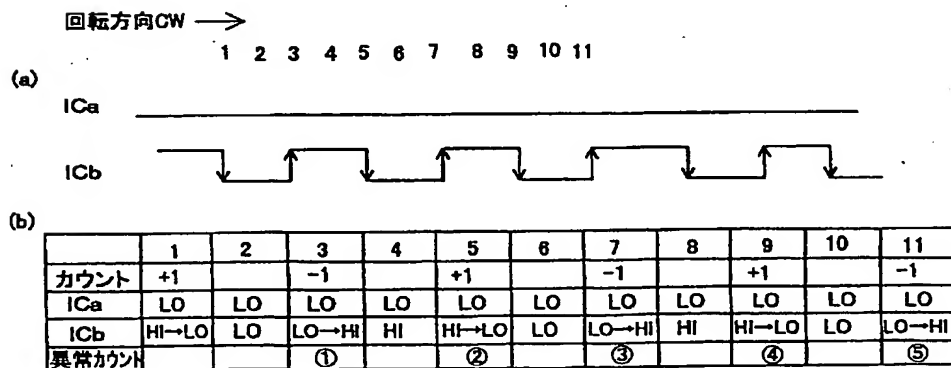 回転方向CW →
1 2 3 4 5 6 7 8 9 10 11
(a)
ICa
ICb
(b)
1 2 3 4 5 6 7 8 9 10 11
カウント +1 -1 +1 -1 +1 -1
ICa LO LO LO LO LO LO LO LO LO LO LO
ICb HI→LO LO LO→HI HI HI→LO LO LO→HI HI HI→LO LO LO→HI
異常カウント ① ② ③ ④ ⑤